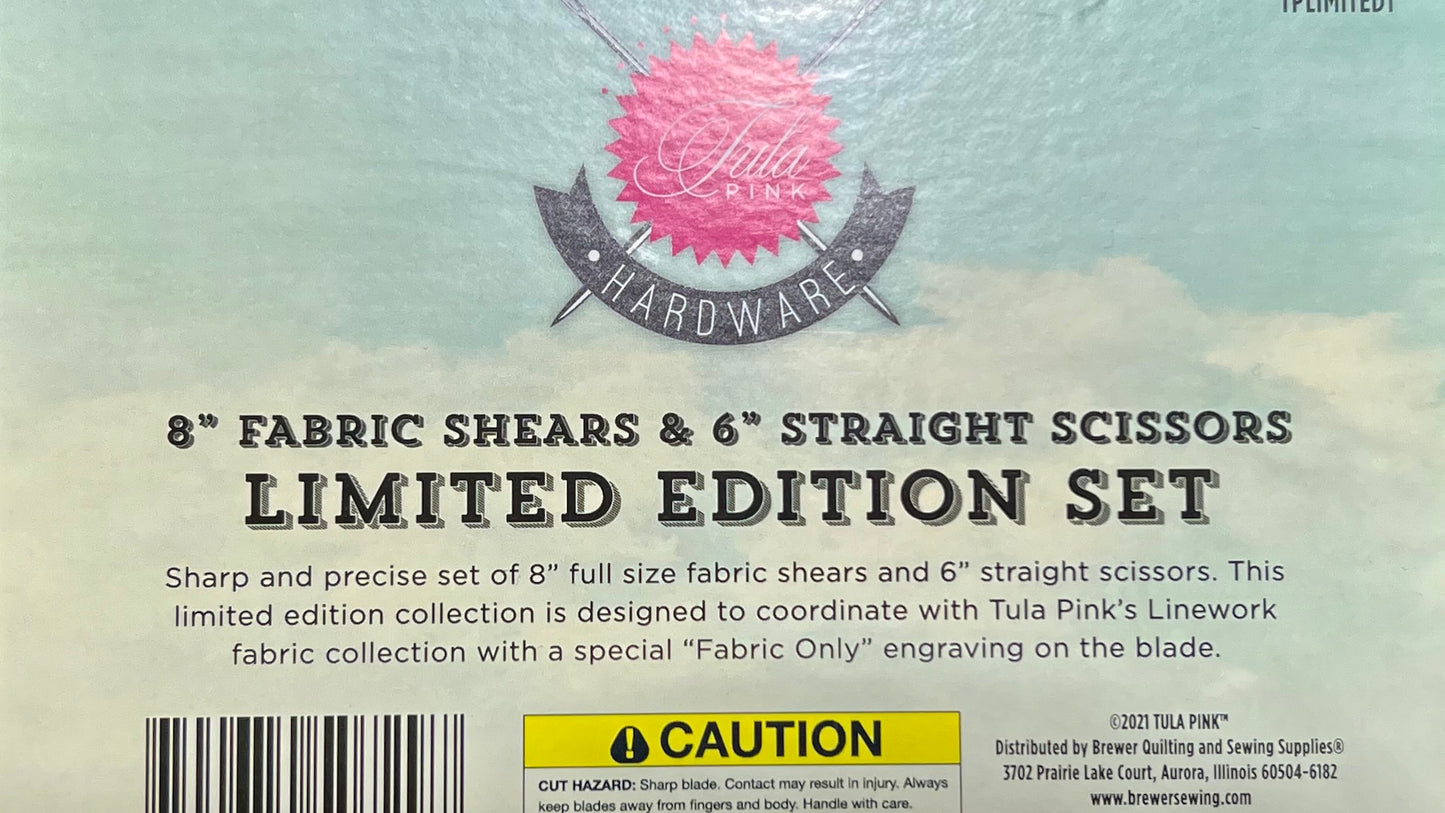 TPLIMITED1
Tula
PINK
• HARDWARE •
8” FABRIC SHEARS & 6” STRAIGHT SCISSORS
LIMITED EDITION SET
Sharp and precise set of 8” full size fabric shears and 6” straight scissors. This
limited edition collection is designed to coordinate with Tula Pink’s Linework
fabric collection with a special “Fabric Only” engraving on the blade.
CAUTION
CUT HAZARD: Sharp blade. Contact may result in injury. Always
keep blades away from fingers and body. Handle with care.
©2021 TULA PINK™
Distributed by Brewer Quilting and Sewing Supplies®
3702 Prairie Lake Court, Aurora, Illinois 60504-6182
www.brewersewing.com